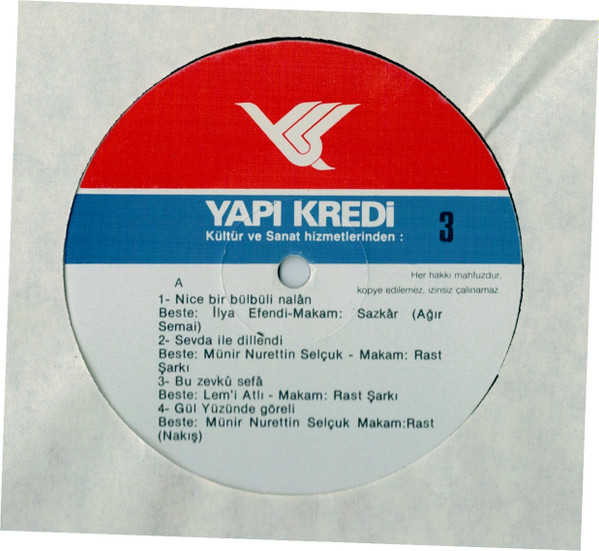 YAPI KREDİ
Kültür ve Sanat hizmetlerinden :
3
A
Her hakkı mahfuzdur,
kopye edilemez, izinsiz çalınamaz.
1- Nice bir bülbüli nalân
Beste: İlya Efendi-Makam: Sazkâr (Ağır
Semai)
2- Sevda ile dillendi
Beste: Münir Nurettin Selçuk - Makam: Rast
Şarkı
3- Bu zevkû sefâ
Beste: Lem'i Atlı - Makam: Rast Şarkı
4- Gül Yüzünde göreli
Beste: Münir Nurettin Selçuk Makam:Rast
(Nakış)